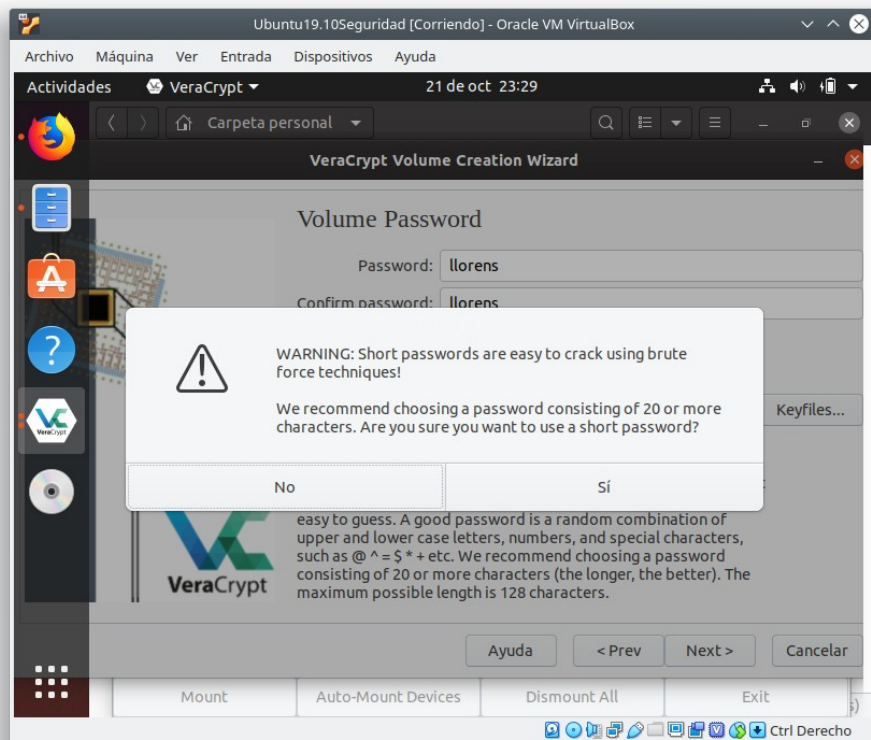 Ubuntu19.10Seguridad [Corriendo] - Oracle VM VirtualBox
Archivo Máquina Ver Entrada Dispositivos Ayuda
Actividades VeraCrypt 21 de oct 23:29
Carpeta personal
VeraCrypt Volume Creation Wizard
Volume Password
Password: llorens
Confirm password: llorens
WARNING: Short passwords are easy to crack using brute
force techniques!
We recommend choosing a password consisting of 20 or more
characters. Are you sure you want to use a short password?
Keyfiles...
No Sí
easy to guess. A good password is a random combination of
upper and lower case letters, numbers, and special characters,
such as @ ^ = $ * + etc. We recommend choosing a password
consisting of 20 or more characters (the longer, the better). The
maximum possible length is 128 characters.
VeraCrypt
VeraCrypt
Ayuda < Prev Next > Cancelar
Mount Auto-Mount Devices Dismount All Exit
Ctrl Derecho